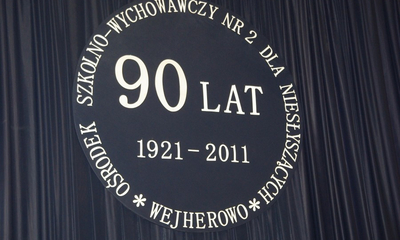 OŚRODEK SZKOLNO-WYCHOWAWCZY NR 2 DLA NIESŁYSZĄCYCH
90 LAT
1921-2011
* WEJHEROWO *